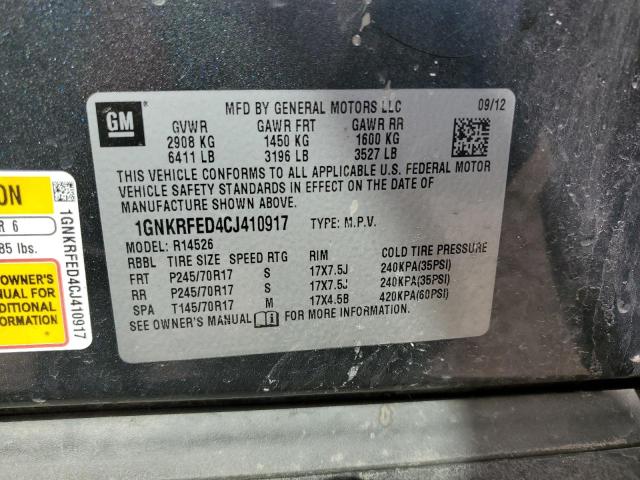 GM
MFD BY GENERAL MOTORS LLC 09/12
GVWR GAWR FRT GAWR RR
2908 KG 1450 KG 1600 KG
6411 LB 3196 LB 3527 LB
THIS VEHICLE CONFORMS TO ALL APPLICABLE U.S. FEDERAL MOTOR
VEHICLE SAFETY STANDARDS IN EFFECT ON THE DATE OF
MANUFACTURE SHOWN ABOVE.
1GNKRFED4CJ410917 TYPE: M.P.V.
MODEL: R14526
RBBL TIRE SIZE SPEED RTG RIM COLD TIRE PRESSURE
FRT P245/70R17 S 17X7.5J 240KPA(35PSI)
RR P245/70R17 S 17X7.5J 240KPA(35PSI)
SPA T145/70R17 M 17X4.5B 420KPA(60PSI)
SEE OWNER'S MANUAL FOR MORE INFORMATION.
ON
R 6
85 lbs.
OWNER'S
NUAL FOR
DITIONAL
ORMATION
1GNKRFED4CJ410917